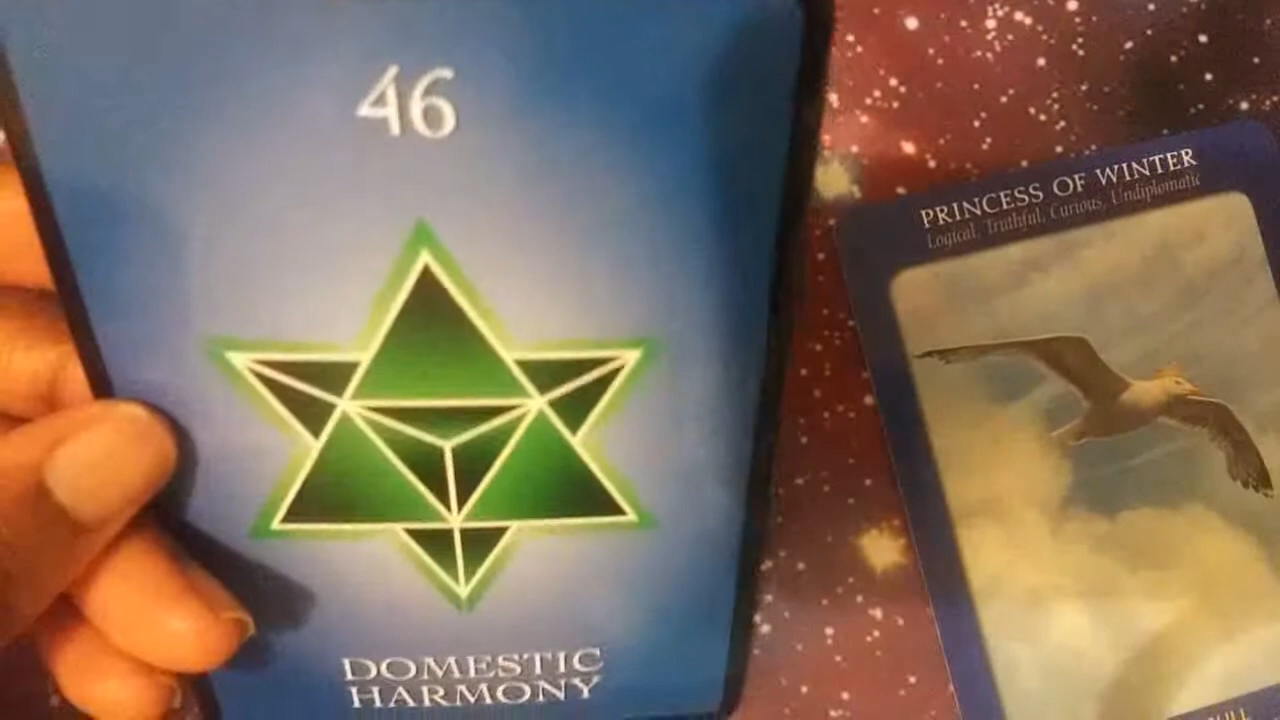 46
DOMESTIC
HARMONY
PRINCESS OF WINTER
Logical, Truthful, Curious, Undiplomatic